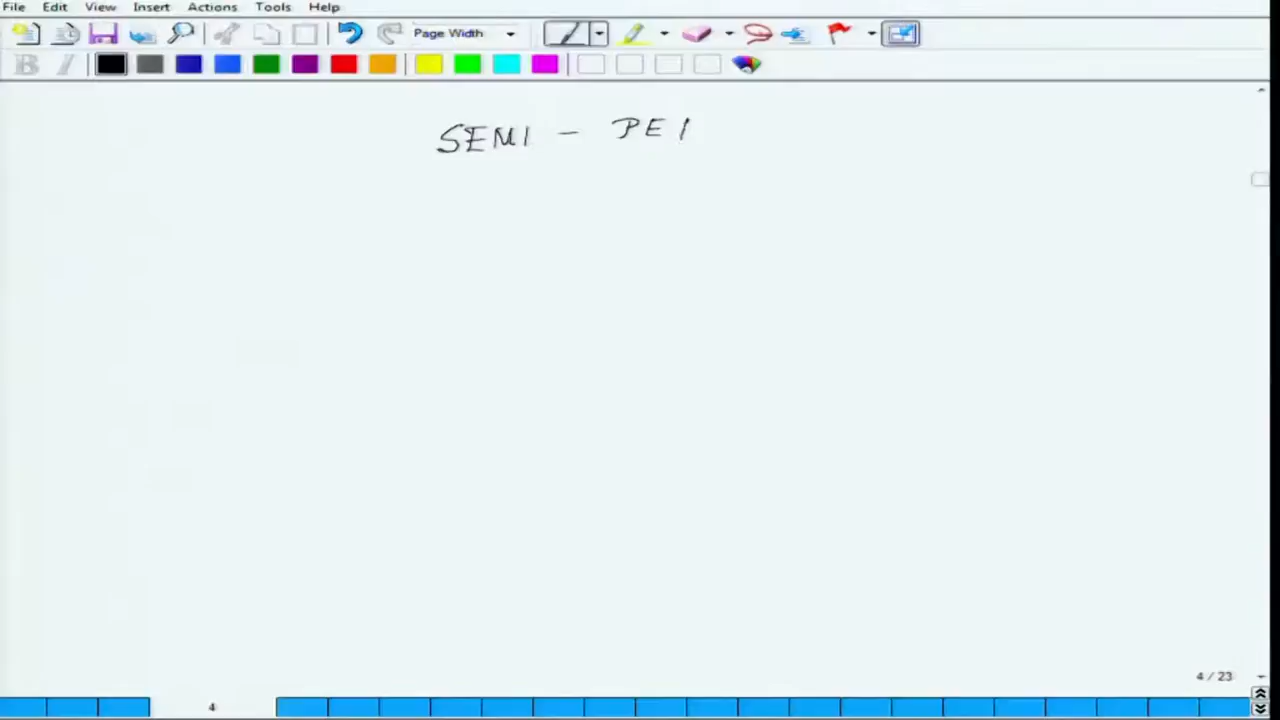 File Edit View Insert Actions Tools Help
Page Width
B I
SEMI - PEI
4 / 23
4